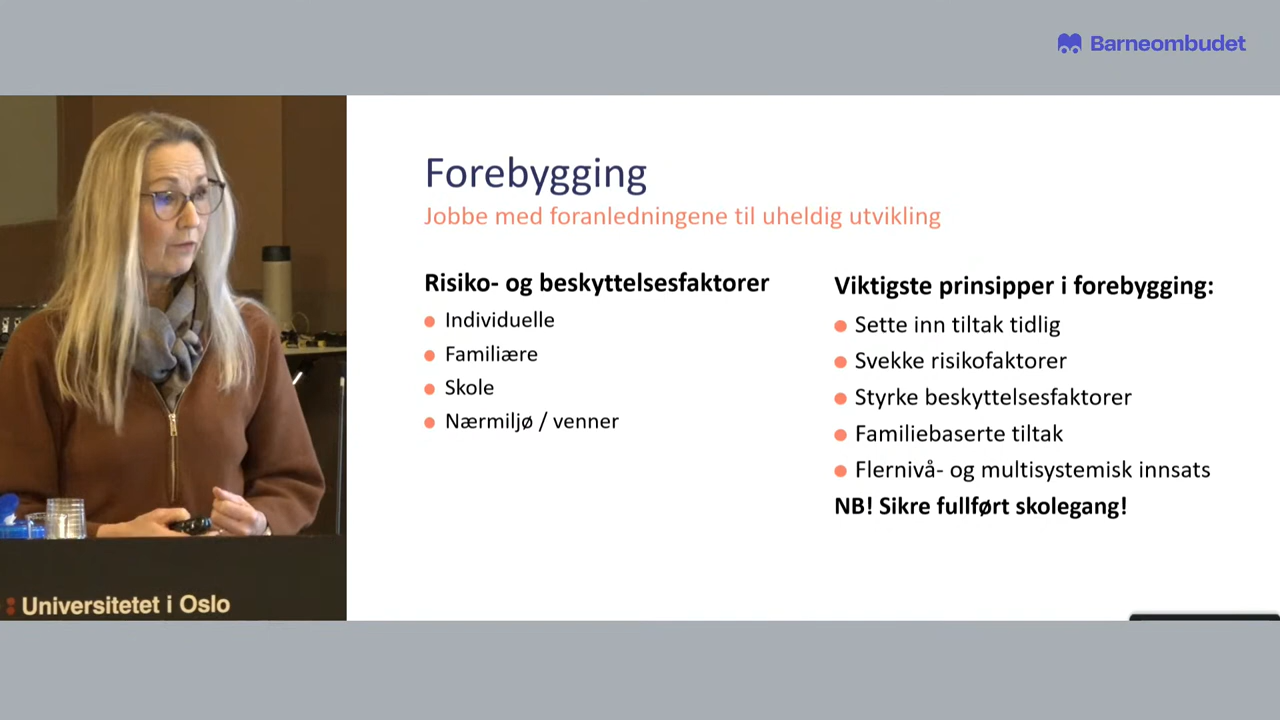 Barneombudet
Forebygging
Jobbe med foranledningene til uheldig utvikling
Risiko- og beskyttelsesfaktorer
Individuelle
Familiære
Skole
Nærmiljø / venner
Viktigste prinsipper i forebygging:
Sette inn tiltak tidlig
Svekke risikofaktorer
Styrke beskyttelsesfaktorer
Familiebaserte tiltak
Flernivå- og multisystemisk innsats
NB! Sikre fullført skolegang!
Universitetet i Oslo